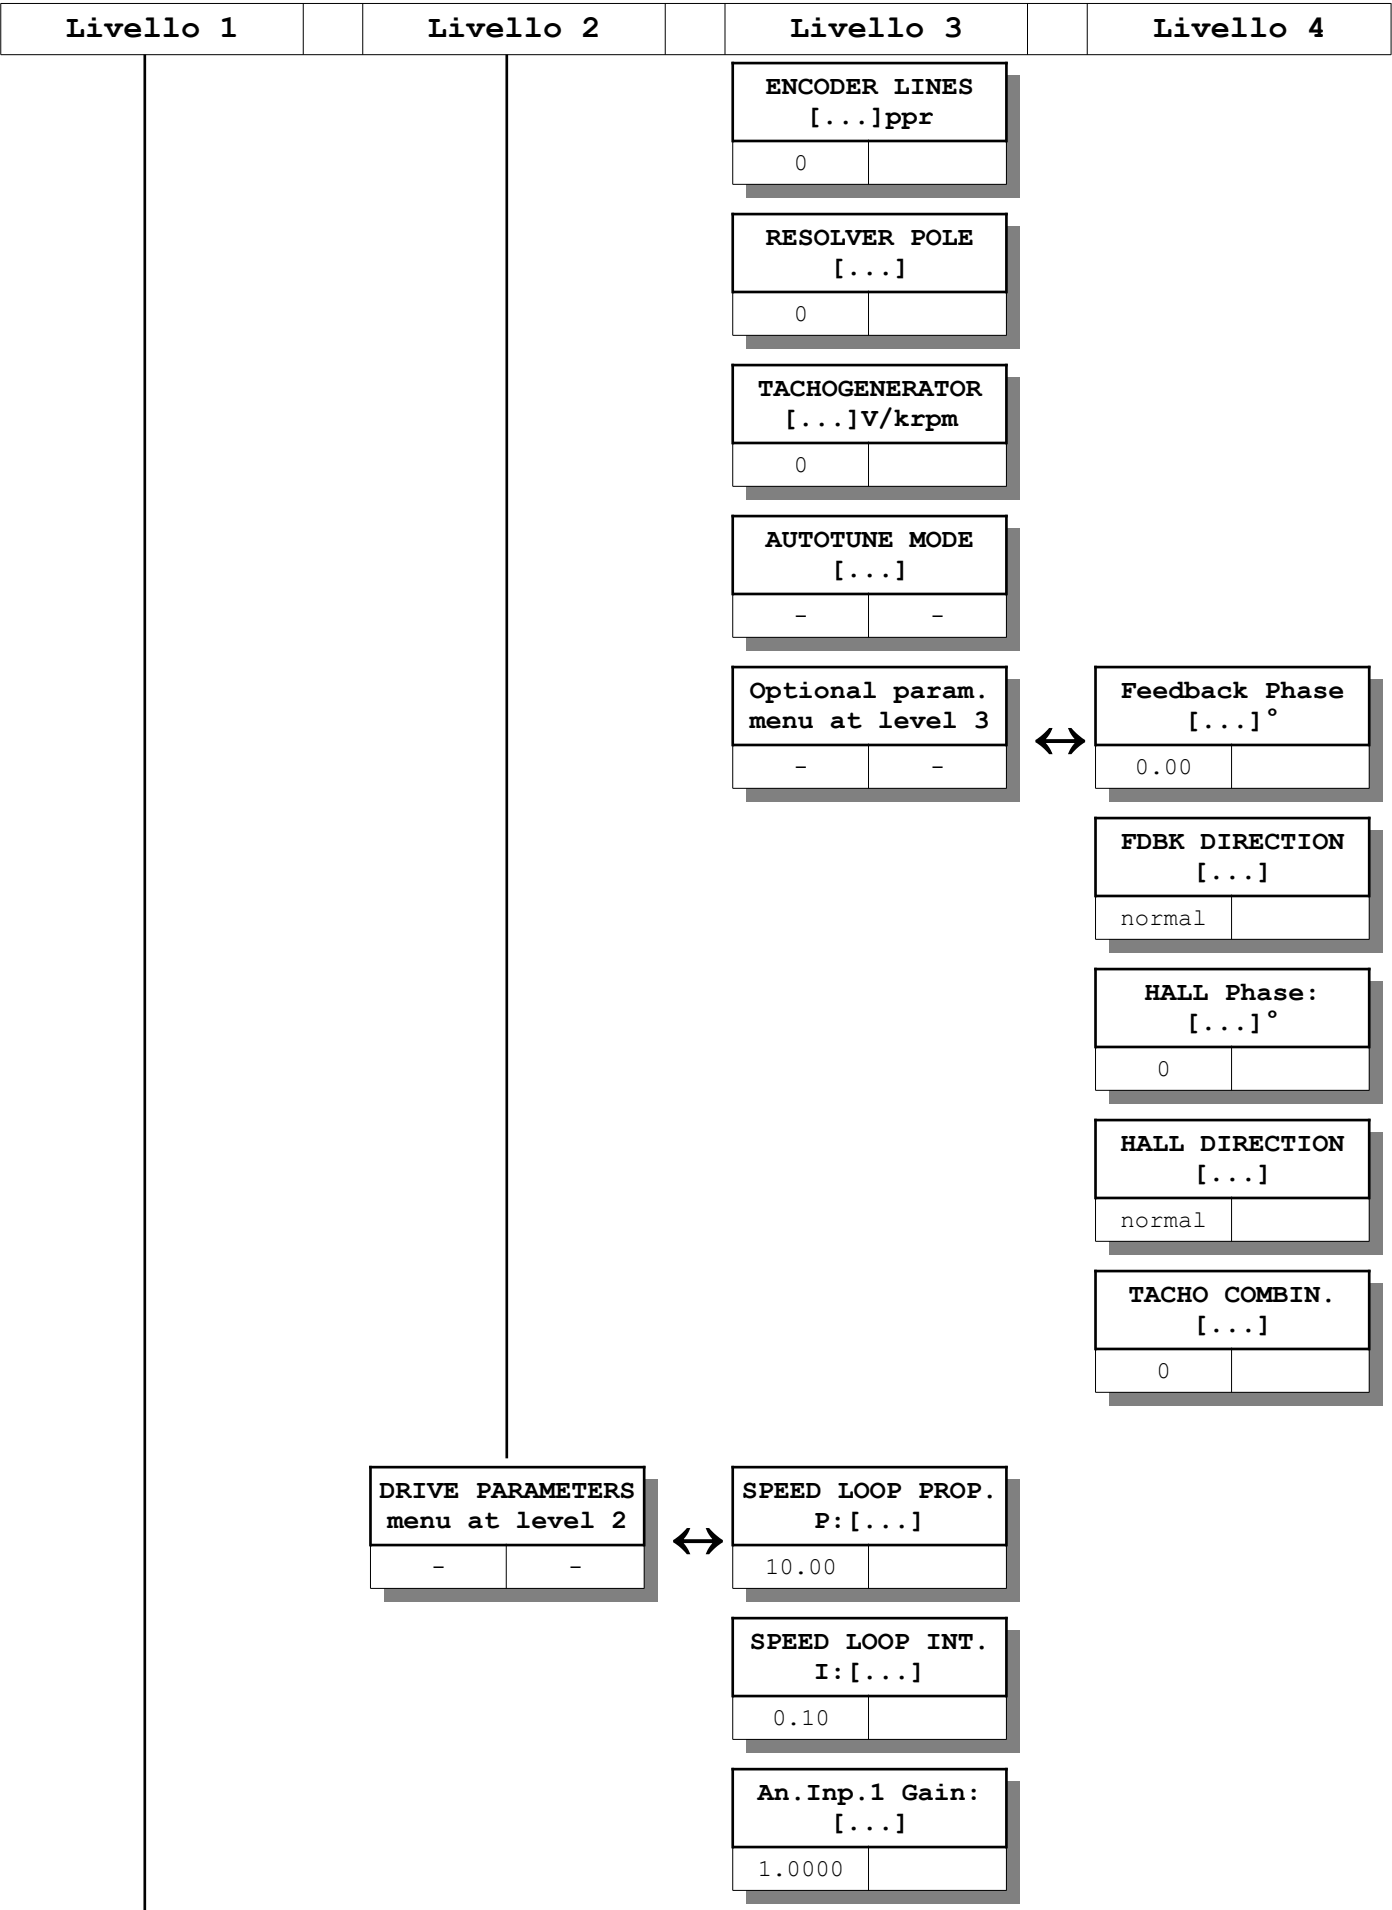 Livello 1 Livello 2 Livello 3 Livello 4
ENCODER LINES
[...]ppr
0
RESOLVER POLE
[...]
0
TACHOGENERATOR
[...]V/krpm
0
AUTOTUNE MODE
[...]
- -
Optional param.
menu at level 3
- -
Feedback Phase
[...]°
0.00
FDBK DIRECTION
[...]
normal
HALL Phase:
[...]°
0
HALL DIRECTION
[...]
normal
TACHO COMBIN.
[...]
0
DRIVE PARAMETERS
menu at level 2
- -
SPEED LOOP PROP.
P:[...]
10.00
SPEED LOOP INT.
I:[...]
0.10
An.Inp.1 Gain:
[...]
1.0000